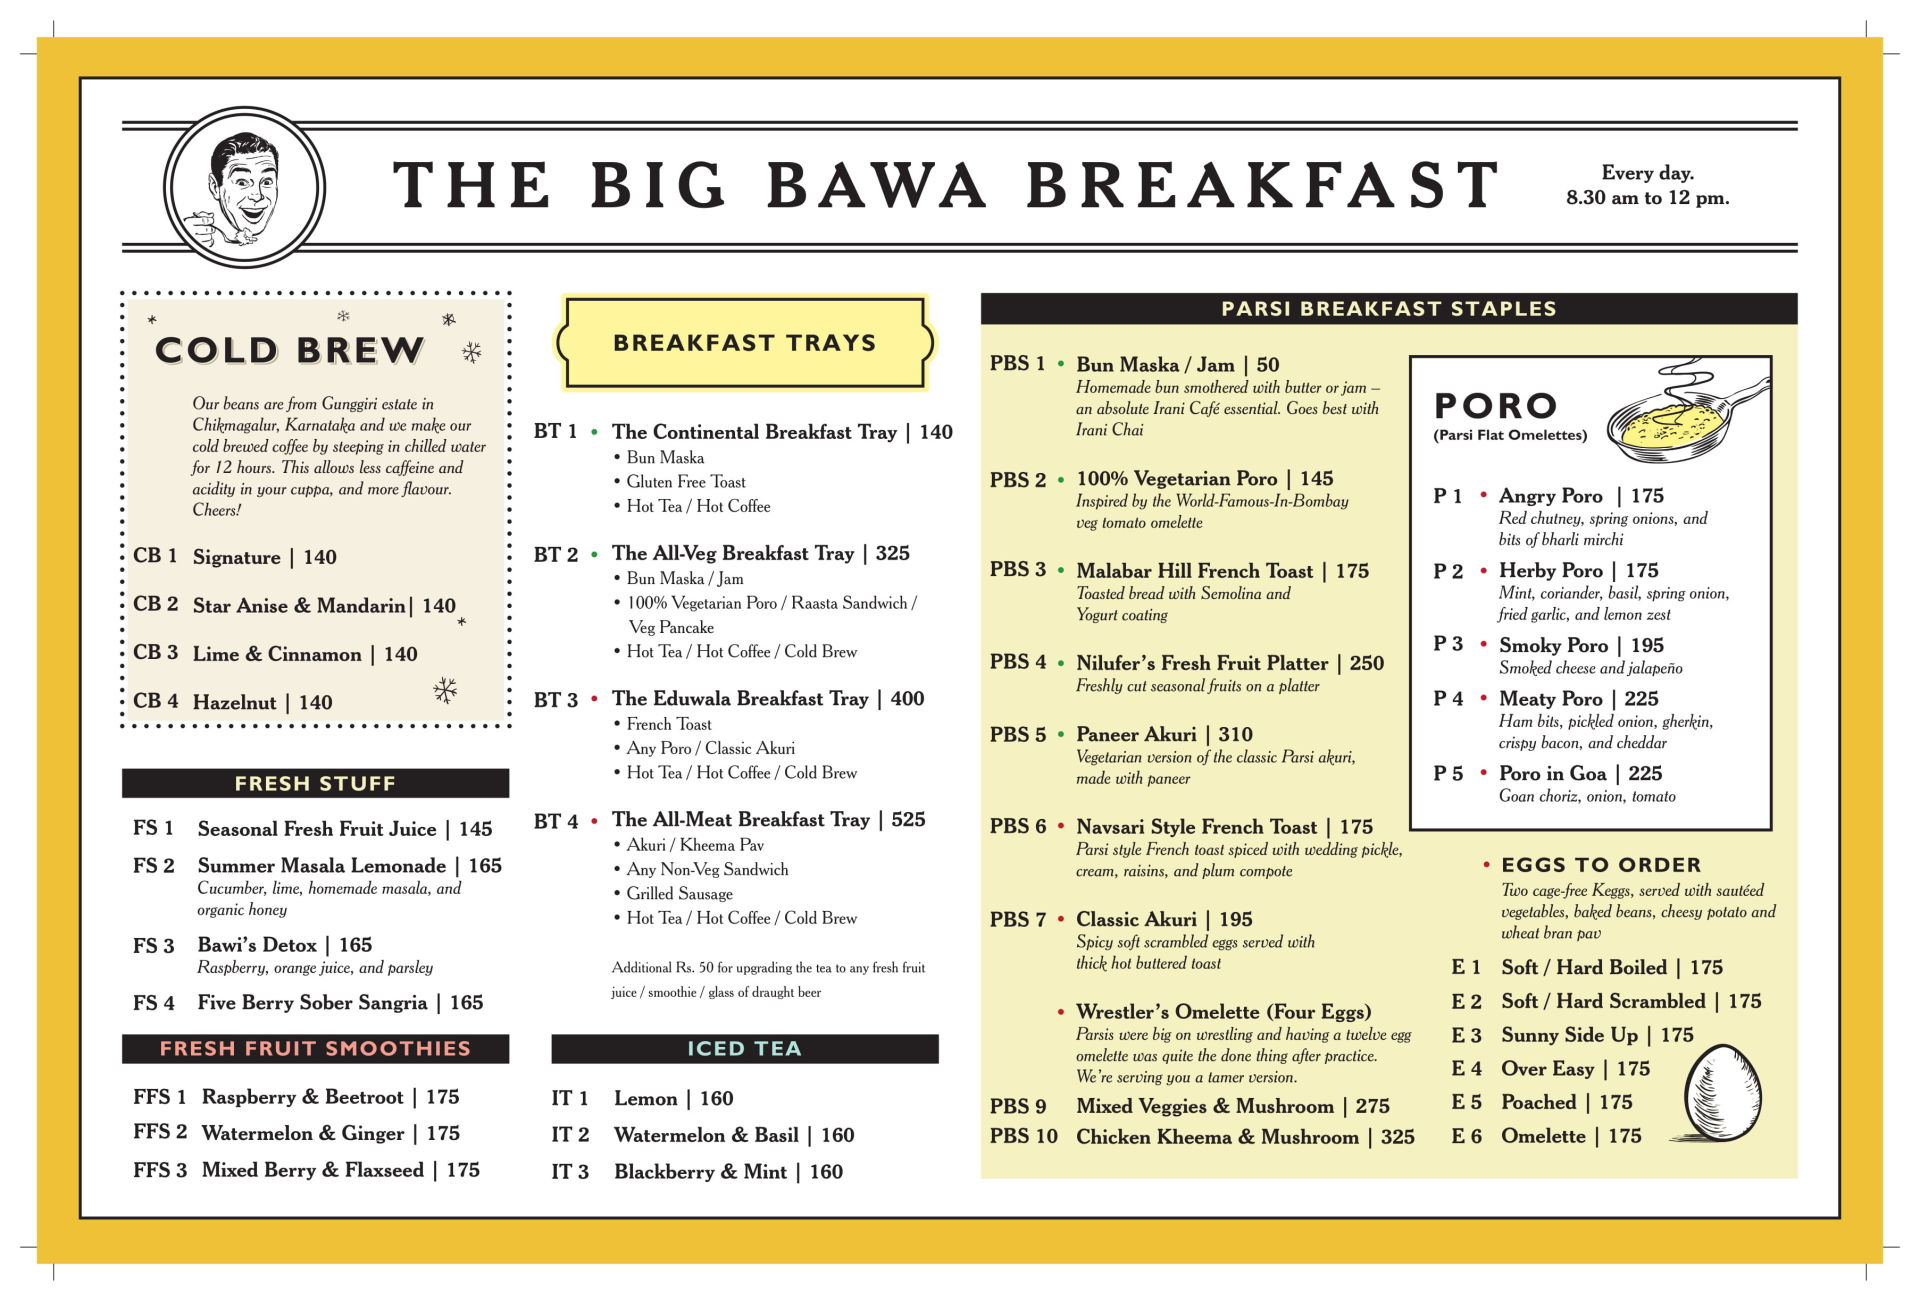 THE BIG BAWA BREAKFAST
Every day.
8.30 am to 12 pm.
COLD BREW
Our beans are from Gunggiri estate in
Chikmagalur, Karnataka and we make our
cold brewed coffee by steeping in chilled water
for 12 hours. This allows less caffeine and
acidity in your cuppa, and more flavour.
Cheers!
CB 1 Signature | 140
CB 2 Star Anise & Mandarin| 140
CB 3 Lime & Cinnamon | 140
CB 4 Hazelnut | 140
FRESH STUFF
FS 1 Seasonal Fresh Fruit Juice | 145
FS 2 Summer Masala Lemonade | 165
Cucumber, lime, homemade masala, and
organic honey
FS 3 Bawi's Detox | 165
Raspberry, orange juice, and parsley
FS 4 Five Berry Sober Sangria | 165
FRESH FRUIT SMOOTHIES
FFS 1 Raspberry & Beetroot | 175
FFS 2 Watermelon & Ginger | 175
FFS 3 Mixed Berry & Flaxseed | 175
BREAKFAST TRAYS
BT 1 • The Continental Breakfast Tray | 140
• Bun Maska
• Gluten Free Toast
• Hot Tea / Hot Coffee
BT 2 • The All-Veg Breakfast Tray | 325
• Bun Maska / Jam
• 100% Vegetarian Poro / Raasta Sandwich /
Veg Pancake
• Hot Tea / Hot Coffee / Cold Brew
BT 3 • The Eduwala Breakfast Tray | 400
• French Toast
• Any Poro / Classic Akuri
• Hot Tea / Hot Coffee / Cold Brew
BT 4 • The All-Meat Breakfast Tray | 525
• Akuri / Kheema Pav
• Any Non-Veg Sandwich
• Grilled Sausage
• Hot Tea / Hot Coffee / Cold Brew
Additional Rs. 50 for upgrading the tea to any fresh fruit
juice / smoothie / glass of draught beer
ICED TEA
IT 1 Lemon | 160
IT 2 Watermelon & Basil | 160
IT 3 Blackberry & Mint | 160
PARSI BREAKFAST STAPLES
PBS 1 • Bun Maska / Jam | 50
Homemade bun smothered with butter or jam –
an absolute Irani Café essential. Goes best with
Irani Chai
PBS 2 • 100% Vegetarian Poro | 145
Inspired by the World-Famous-In-Bombay
veg tomato omelette
PBS 3 • Malabar Hill French Toast | 175
Toasted bread with Semolina and
Yogurt coating
PBS 4 • Nilufer's Fresh Fruit Platter | 250
Freshly cut seasonal fruits on a platter
PBS 5 • Paneer Akuri | 310
Vegetarian version of the classic Parsi akuri,
made with paneer
PBS 6 • Navsari Style French Toast | 175
Parsi style French toast spiced with wedding pickle,
cream, raisins, and plum compote
PBS 7 • Classic Akuri | 195
Spicy soft scrambled eggs served with
thick hot buttered toast
• Wrestler's Omelette (Four Eggs)
Parsis were big on wrestling and having a twelve egg
omelette was quite the done thing after practice.
We're serving you a tamer version.
PBS 9 Mixed Veggies & Mushroom | 275
PBS 10 Chicken Kheema & Mushroom | 325
PORO
(Parsi Flat Omelettes)
P 1 • Angry Poro | 175
Red chutney, spring onions, and
bits of bharli mirchi
P 2 • Herby Poro | 175
Mint, coriander, basil, spring onion,
fried garlic, and lemon zest
P 3 • Smoky Poro | 195
Smoked cheese and jalapeño
P 4 • Meaty Poro | 225
Ham bits, pickled onion, gherkin,
crispy bacon, and cheddar
P 5 • Poro in Goa | 225
Goan choriz, onion, tomato
• EGGS TO ORDER
Two cage-free Keggs, served with sautéed
vegetables, baked beans, cheesy potato and
wheat bran pav
E 1 Soft / Hard Boiled | 175
E 2 Soft / Hard Scrambled | 175
E 3 Sunny Side Up | 175
E 4 Over Easy | 175
E 5 Poached | 175
E 6 Omelette | 175